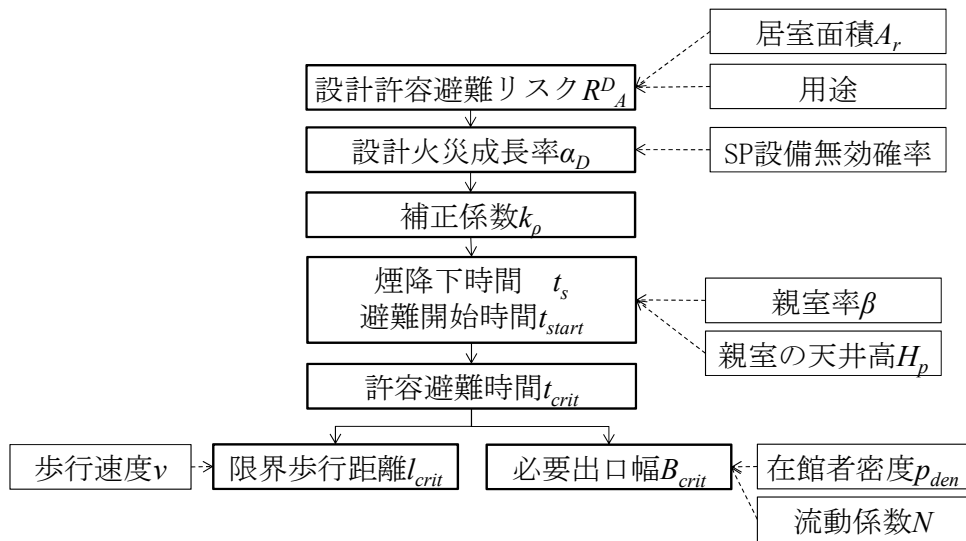 居室面積A_r
設計許容避難リスクR^D_A
用途
設計火災成長率α_D
SP設備無効確率
補正係数k_ρ
煙降下時間 t_s
避難開始時間t_start
親室率β
親室の天井高H_p
許容避難時間t_crit
歩行速度v
限界歩行距離l_crit
必要出口幅B_crit
在館者密度p_den
流動係数N